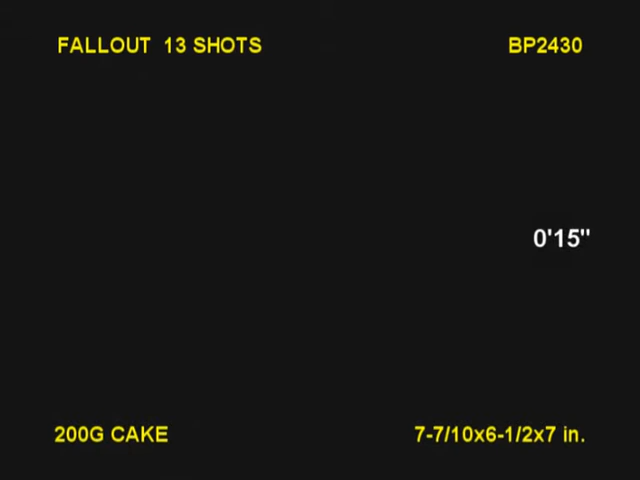 FALLOUT 13 SHOTS
BP2430
0'15"
200G CAKE
7-7/10x6-1/2x7 in.